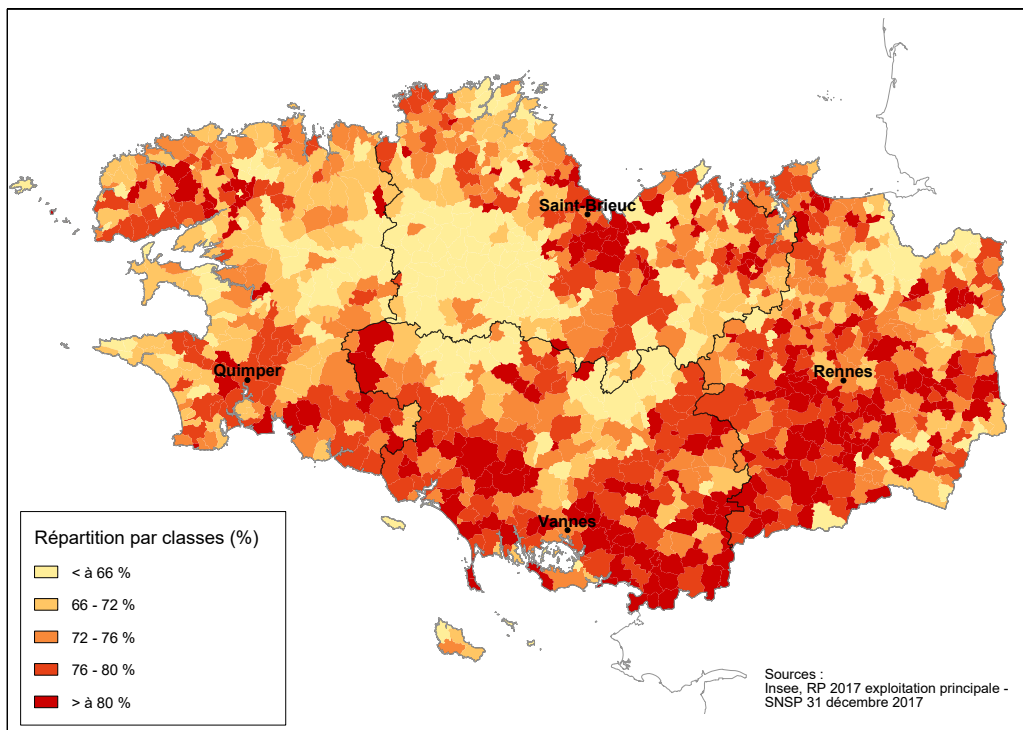 Saint-Brieuc
Quimper
Rennes
Vannes
Répartition par classes (%)
< à 66 %
66 - 72 %
72 - 76 %
76 - 80 %
> à 80 %
Sources :
Insee, RP 2017 exploitation principale -
SNSP 31 décembre 2017